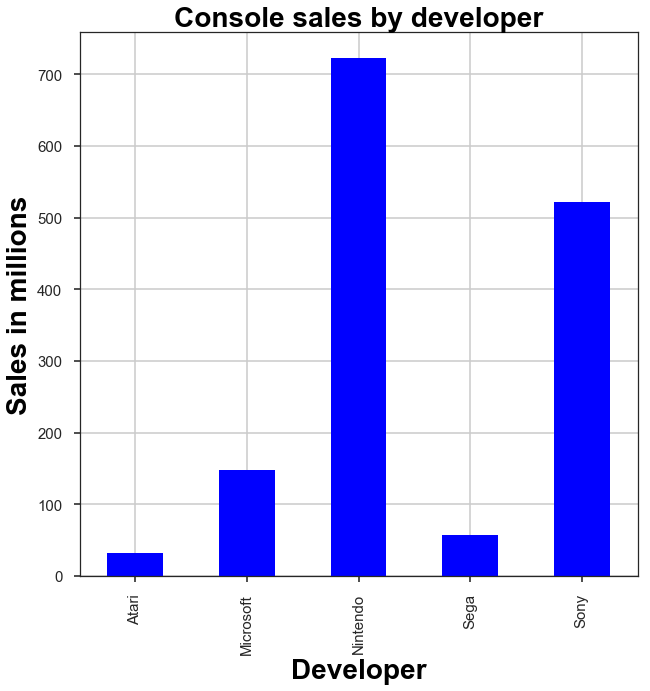 Console sales by developer
Sales in millions
700
600
500
400
300
200
100
0
Atari
Microsoft
Nintendo
Sega
Sony
Developer